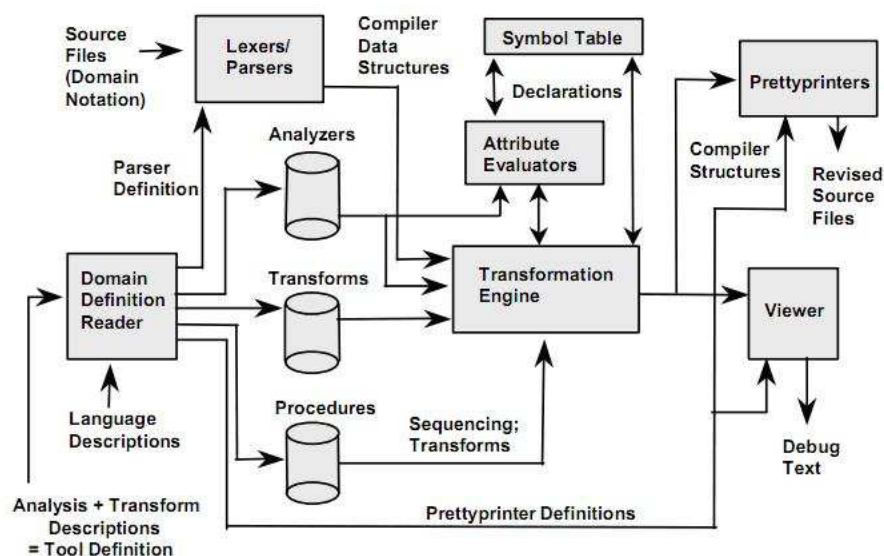 Source
Files
(Domain
Notation)
Lexers/
Parsers
Compiler
Data
Structures
Symbol Table
Declarations
Prettyprinters
Analyzers
Attribute
Evaluators
Parser
Definition
Compiler
Structures
Revised
Source
Files
Domain
Definition
Reader
Transforms
Transformation
Engine
Viewer
Language
Descriptions
Procedures
Sequencing;
Transforms
Debug
Text
Analysis + Transform
Descriptions
= Tool Definition
Prettyprinter Definitions